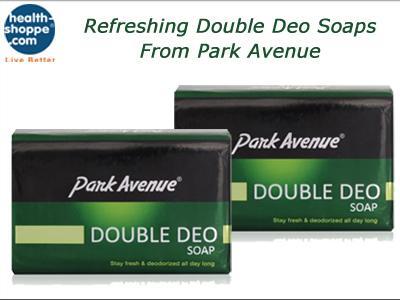 health-
shoppe®
.com
Live Better
Refreshing Double Deo Soaps
From Park Avenue
Park Avenue®
DOUBLE DEO
SOAP
Stay fresh & deodorized all day long
Park Avenue®
DOUBLE DEO
SOAP
Stay fresh & deodorized all day long